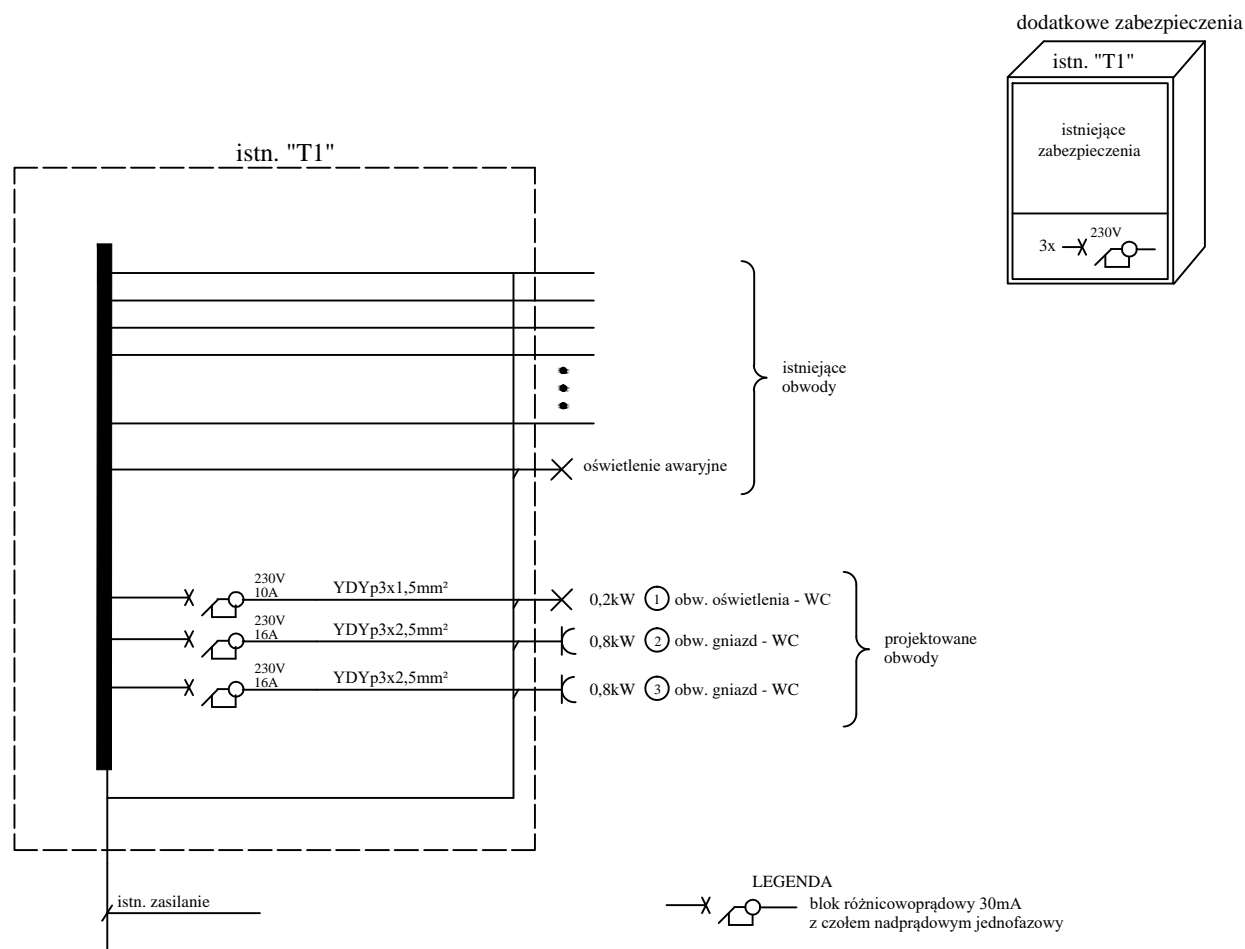 dodatkowe zabezpieczenia
istn. "T1"
istniejące
zabezpieczenia
3x
230V
istn. "T1"
istniejące
obwody
oświetlenie awaryjne
230V
10A
YDYp3x1,5mm²
0,2kW 1 obw. oświetlenia - WC
230V
16A
YDYp3x2,5mm²
0,8kW 2 obw. gniazd - WC
230V
16A
YDYp3x2,5mm²
0,8kW 3 obw. gniazd - WC
projektowane
obwody
istn. zasilanie
LEGENDA
blok różnicowoprądowy 30mA
z czołem nadprądowym jednofazowy